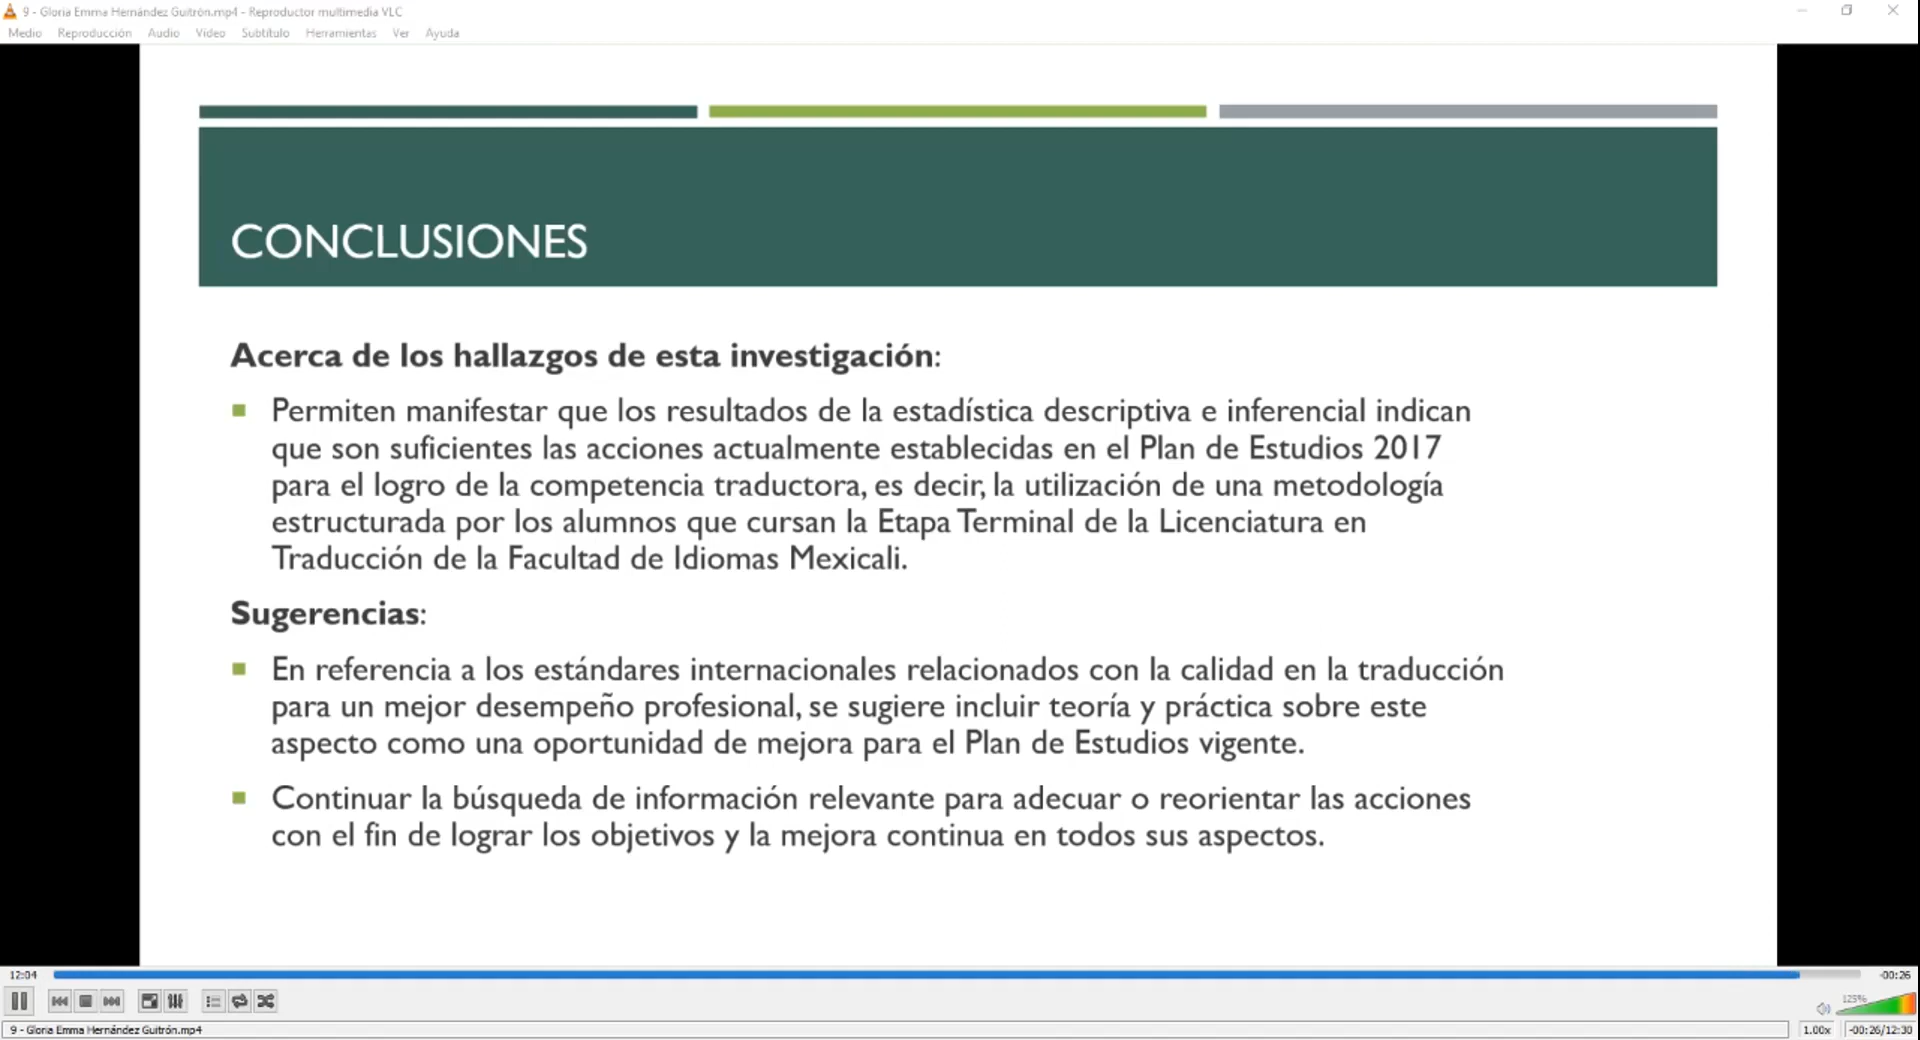 9 - Gloria Emma Hernández Guitrón.mp4 - Reproductor multimedia VLC
Medio Reproducción Audio Vídeo Subtítulo Herramientas Ver Ayuda
CONCLUSIONES
Acerca de los hallazgos de esta investigación:
Permiten manifestar que los resultados de la estadística descriptiva e inferencial indican
que son suficientes las acciones actualmente establecidas en el Plan de Estudios 2017
para el logro de la competencia traductora, es decir, la utilización de una metodología
estructurada por los alumnos que cursan la Etapa Terminal de la Licenciatura en
Traducción de la Facultad de Idiomas Mexicali.
Sugerencias:
En referencia a los estándares internacionales relacionados con la calidad en la traducción
para un mejor desempeño profesional, se sugiere incluir teoría y práctica sobre este
aspecto como una oportunidad de mejora para el Plan de Estudios vigente.
Continuar la búsqueda de información relevante para adecuar o reorientar las acciones
con el fin de lograr los objetivos y la mejora continua en todos sus aspectos.
12:04 -00:26
125%
9 - Gloria Emma Hernández Guitrón.mp4 1.00x -00:26/12:30